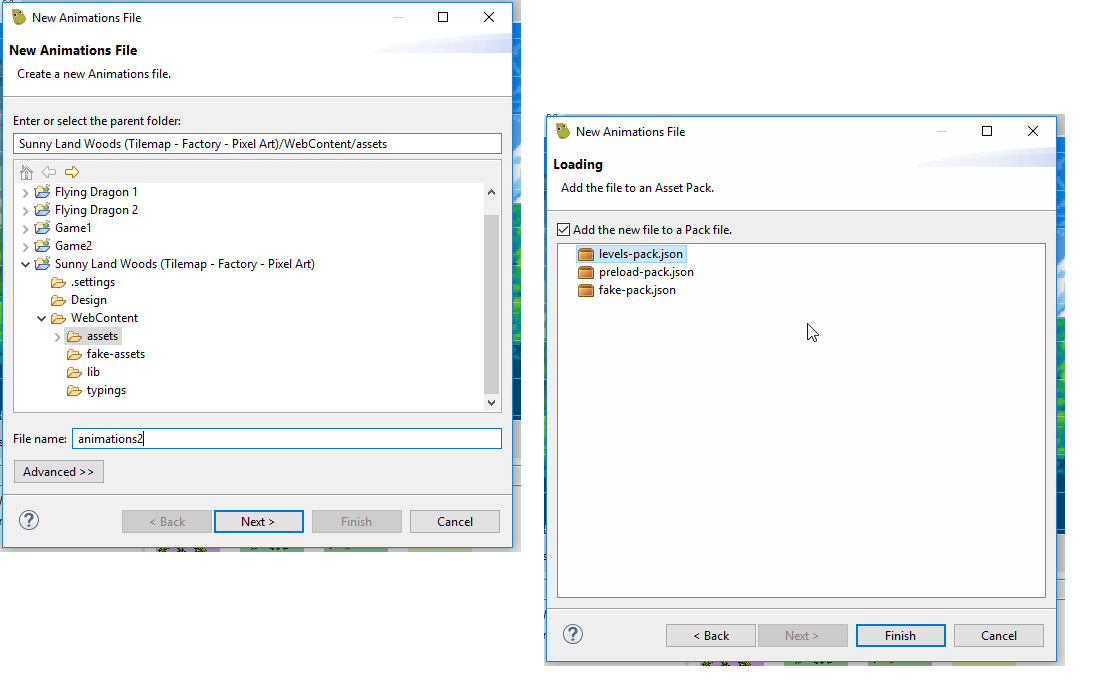 New Animations File
New Animations File
Create a new Animations file.
Enter or select the parent folder:
Sunny Land Woods (Tilemap - Factory - Pixel Art)/WebContent/assets
Flying Dragon 1
Flying Dragon 2
Game1
Game2
Sunny Land Woods (Tilemap - Factory - Pixel Art)
.settings
Design
WebContent
assets
fake-assets
lib
typings
File name: animations2
Advanced >>
? < Back Next > Finish Cancel
New Animations File
Loading
Add the file to an Asset Pack.
Add the new file to a Pack file.
levels-pack.json
preload-pack.json
fake-pack.json
? < Back Next > Finish Cancel